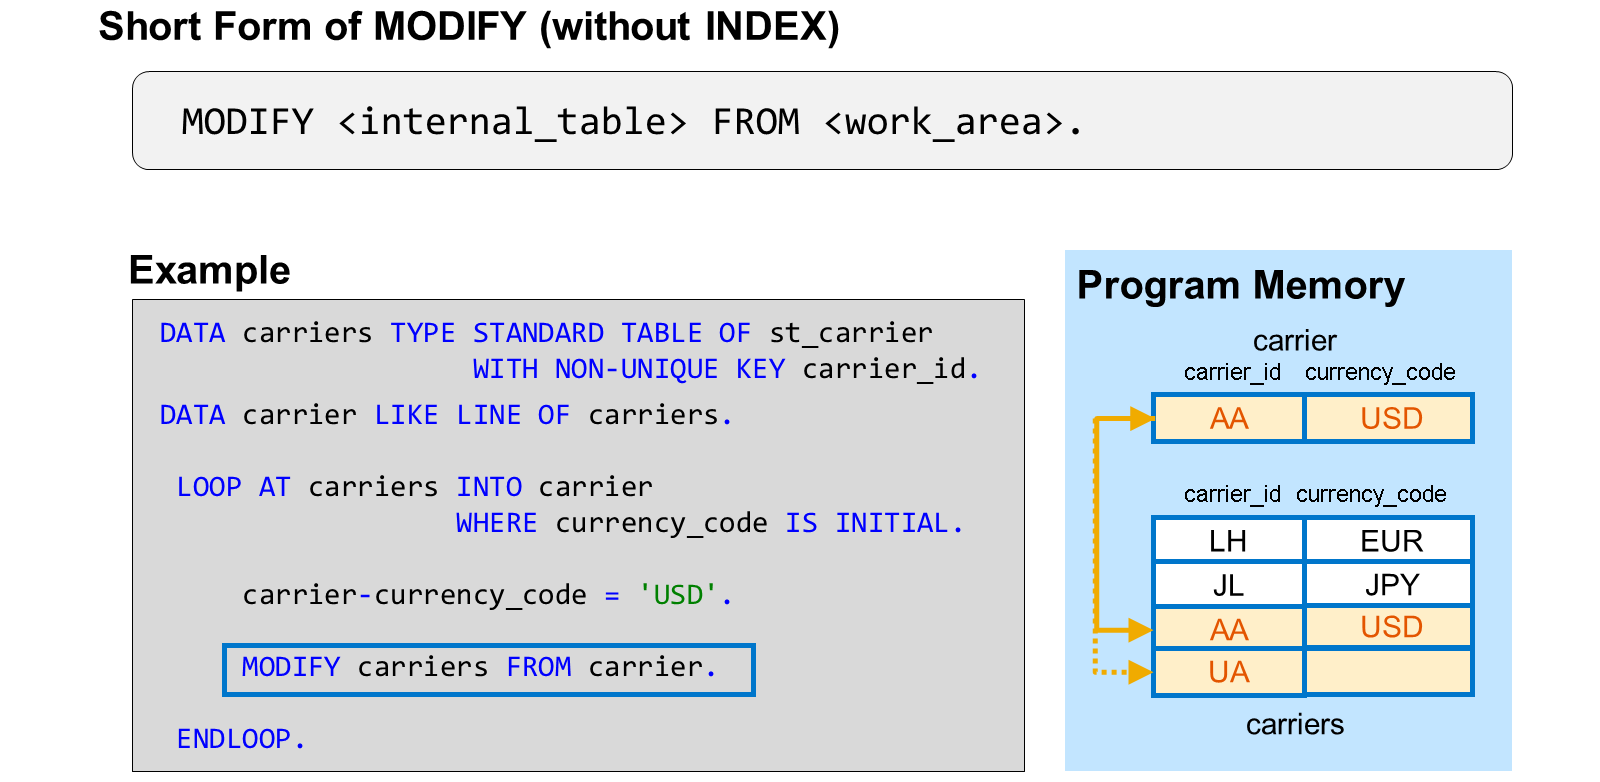 Short Form of MODIFY (without INDEX)
MODIFY <internal_table> FROM <work_area>.
Example
DATA carriers TYPE STANDARD TABLE OF st_carrier
WITH NON-UNIQUE KEY carrier_id.
DATA carrier LIKE LINE OF carriers.
LOOP AT carriers INTO carrier
WHERE currency_code IS INITIAL.
carrier-currency_code = 'USD'.
MODIFY carriers FROM carrier.
ENDLOOP.
Program Memory
carrier
carrier_id currency_code
AA USD
carrier_id currency_code
LH EUR
JL JPY
AA USD
UA
carriers